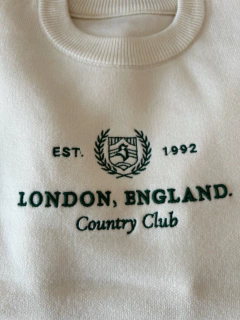 EST. 1992
LONDON, ENGLAND.
Country Club